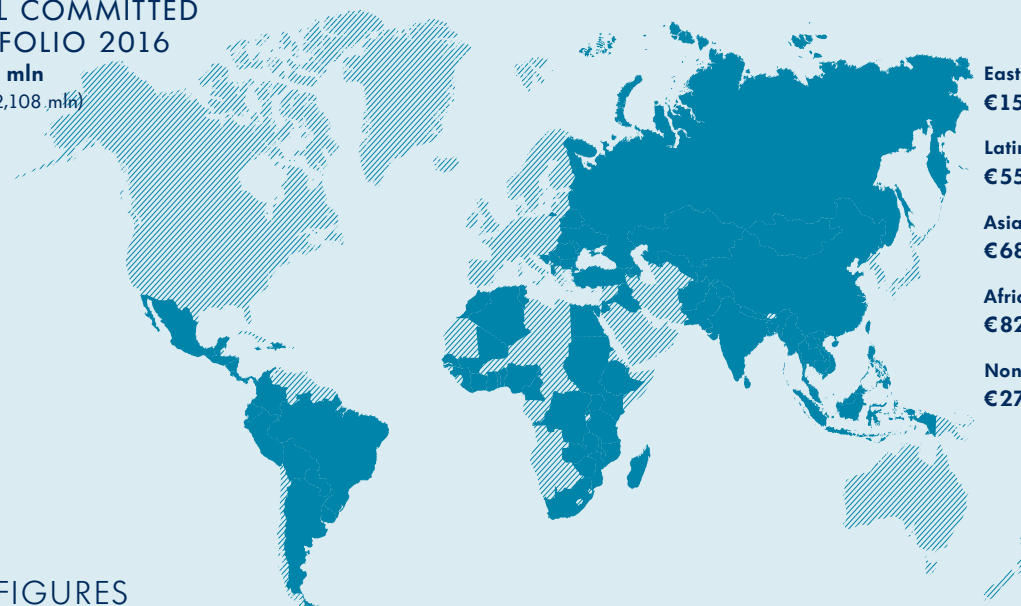 L COMMITTED
FOLIO 2016
mln
2,108 mln)
East
€15
Latin
€55
Asia
€68
Afric
€82
Non
€27
FIGURES